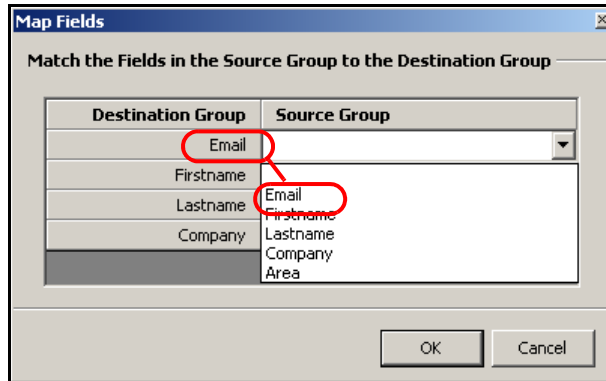 Map Fields
Match the Fields in the Source Group to the Destination Group
Destination Group Source Group
Email
Firstname
Lastname
Company
Email
Firstname
Lastname
Company
Area
OK Cancel